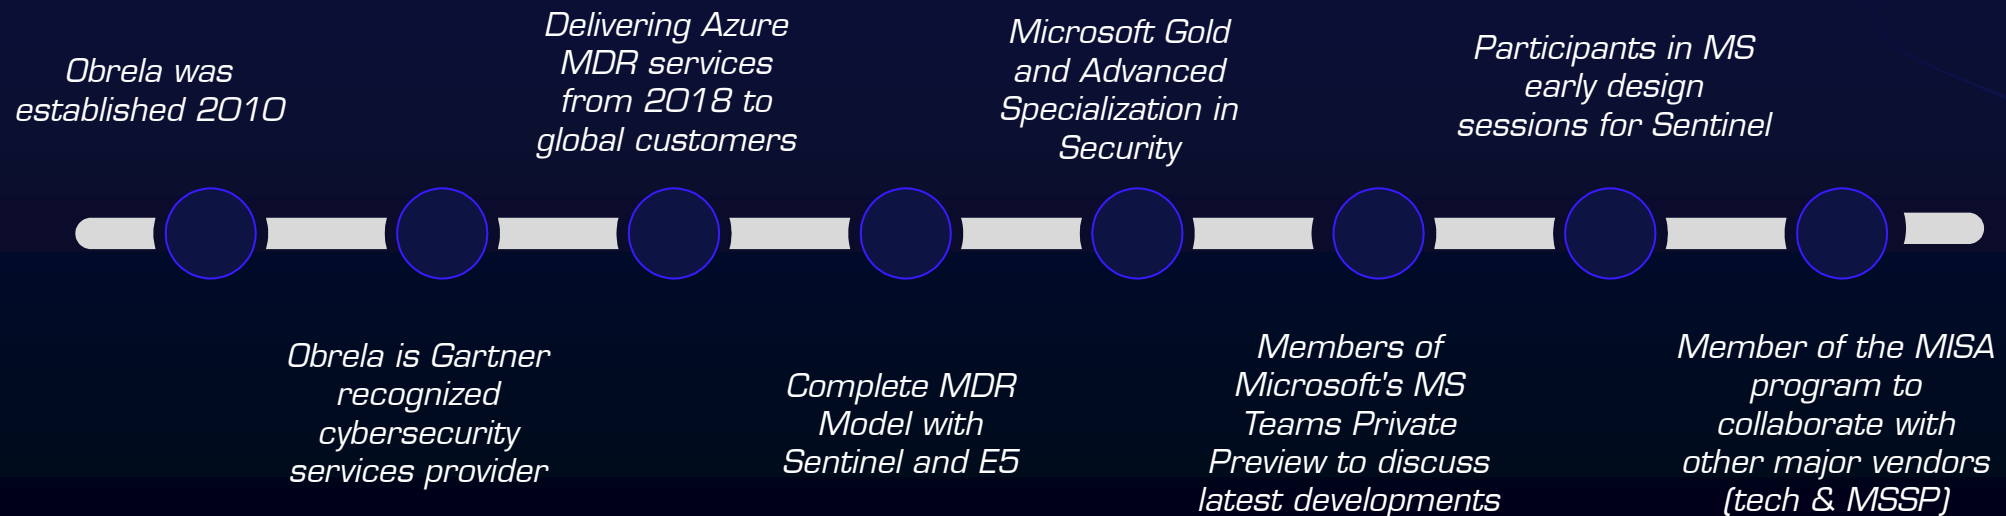 Obrela was
established 2010
Obrela is Gartner
recognized
cybersecurity
services provider
Delivering Azure
MDR services
from 2018 to
global customers
Complete MDR
Model with
Sentinel and E5
Microsoft Gold
and Advanced
Specialization in
Security
Members of
Microsoft's MS
Teams Private
Preview to discuss
latest developments
Participants in MS
early design
sessions for Sentinel
Member of the MISA
program to
collaborate with
other major vendors
(tech & MSSP)